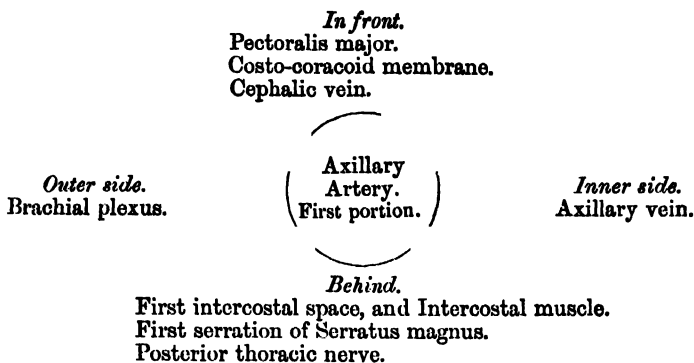 In front.
Pectoralis major.
Costo-coracoid membrane.
Cephalic vein.
Outer side.
Brachial plexus.
Axillary
Artery.
First portion.
Inner side.
Axillary vein.
Behind.
First intercostal space, and Intercostal muscle.
First serration of Serratus magnus.
Posterior thoracic nerve.